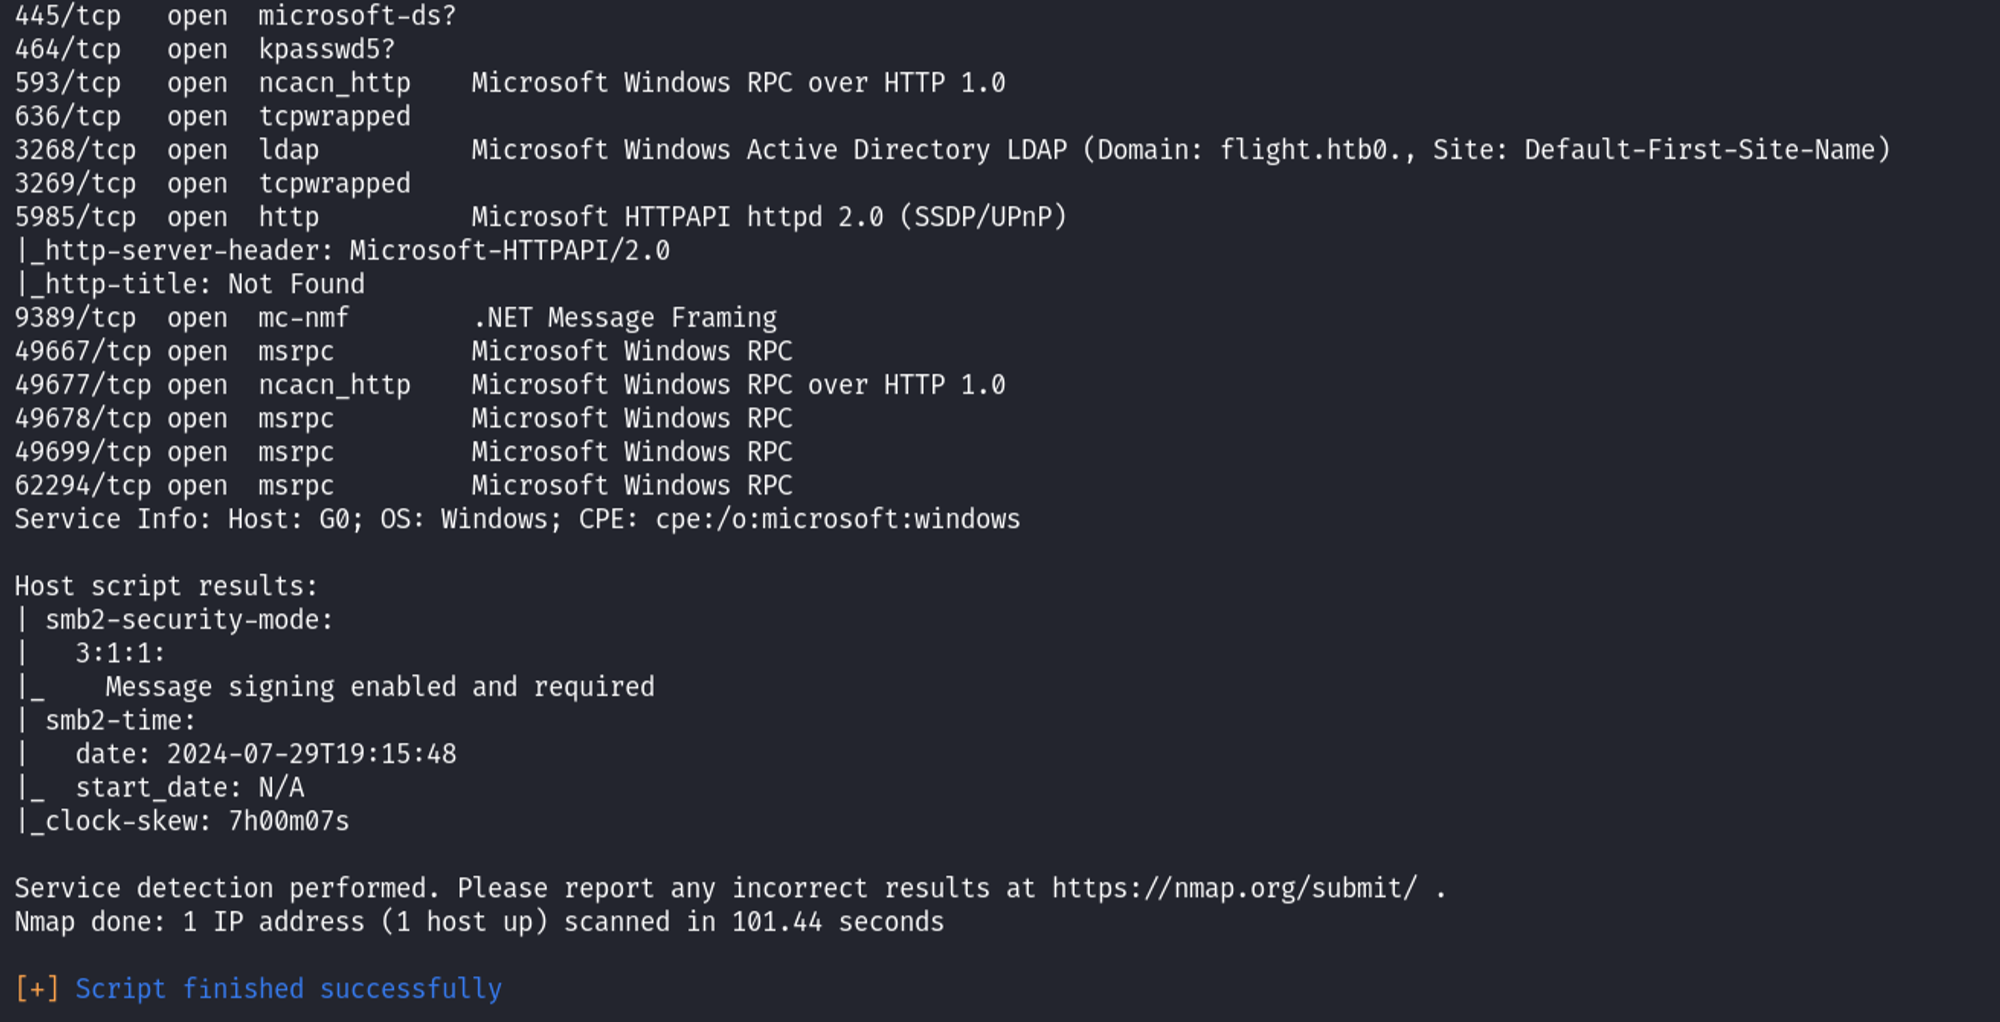 445/tcp   open  microsoft-ds?
464/tcp   open  kpasswd5?
593/tcp   open  ncacn_http    Microsoft Windows RPC over HTTP 1.0
636/tcp   open  tcpwrapped
3268/tcp  open  ldap          Microsoft Windows Active Directory LDAP (Domain: flight.htb0., Site: Default-First-Site-Name)
3269/tcp  open  tcpwrapped
5985/tcp  open  http          Microsoft HTTPAPI httpd 2.0 (SSDP/UPnP)
|_http-server-header: Microsoft-HTTPAPI/2.0
|_http-title: Not Found
9389/tcp  open  mc-nmf        .NET Message Framing
49667/tcp open  msrpc         Microsoft Windows RPC
49677/tcp open  ncacn_http    Microsoft Windows RPC over HTTP 1.0
49678/tcp open  msrpc         Microsoft Windows RPC
49699/tcp open  msrpc         Microsoft Windows RPC
62294/tcp open  msrpc         Microsoft Windows RPC
Service Info: Host: G0; OS: Windows; CPE: cpe:/o:microsoft:windows

Host script results:
| smb2-security-mode:
|   3:1:1:
|_    Message signing enabled and required
| smb2-time:
|   date: 2024-07-29T19:15:48
|_  start_date: N/A
|_clock-skew: 7h00m07s

Service detection performed. Please report any incorrect results at https://nmap.org/submit/ .
Nmap done: 1 IP address (1 host up) scanned in 101.44 seconds

[+] Script finished successfully